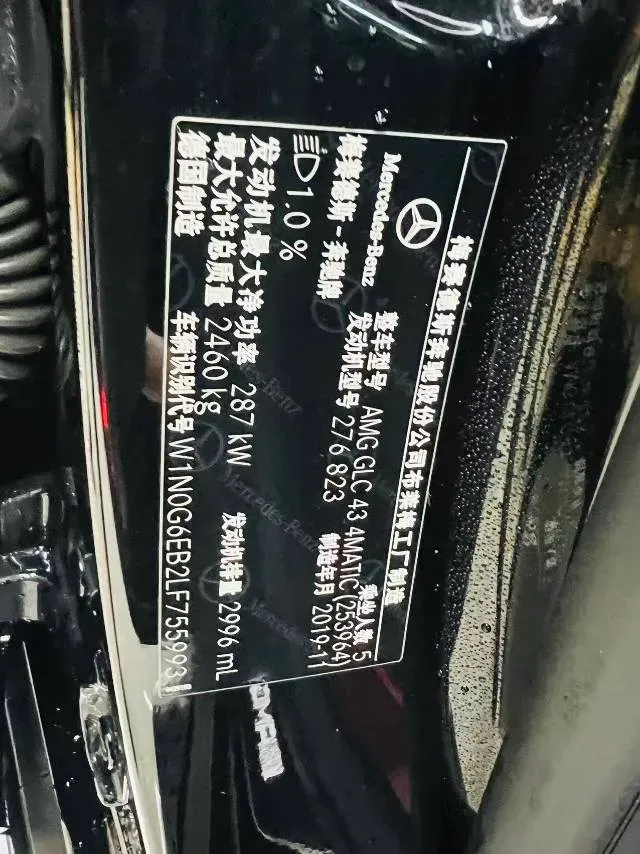 梅赛德斯奔驰股份公司布莱梅工厂制造
Mercedes-Benz
梅赛德斯-奔驰牌
整车型号 AMG GLC 43 4MATIC (253964)
发动机型号 276 823
制造年月 2019-11
乘坐人数 5
1.0 %
发动机最大净功率 287 kW
发动机排量 2996 mL
最大允许总质量 2460 kg
德国制造
车辆识别代号 W1N0G6EB2LF755993